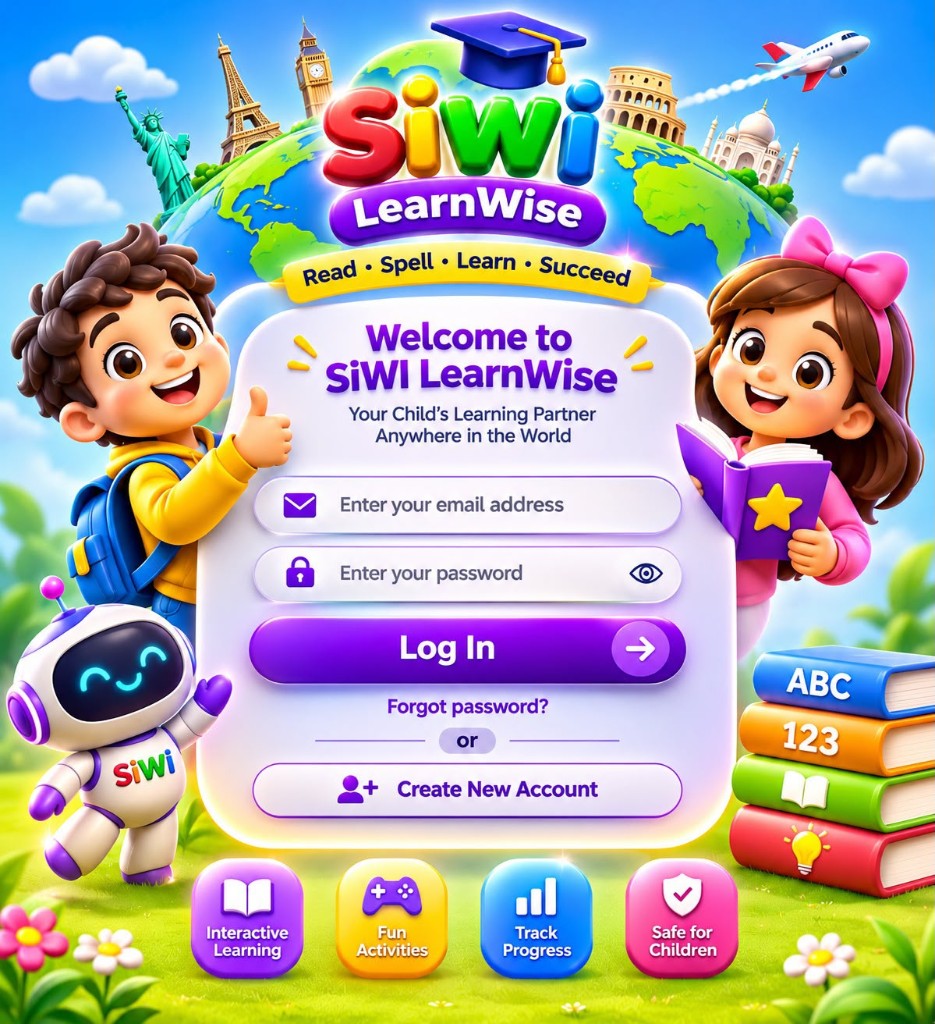 SiWi
LearnWise
Read • Spell • Learn • Succeed
Welcome to
SiWI LearnWise
Your Child's Learning Partner
Anywhere in the World
Enter your email address
Enter your password
Log In
Forgot password?
or
Create New Account
SiWi
ABC
123
Interactive
Learning
Fun
Activities
Track
Progress
Safe for
Children